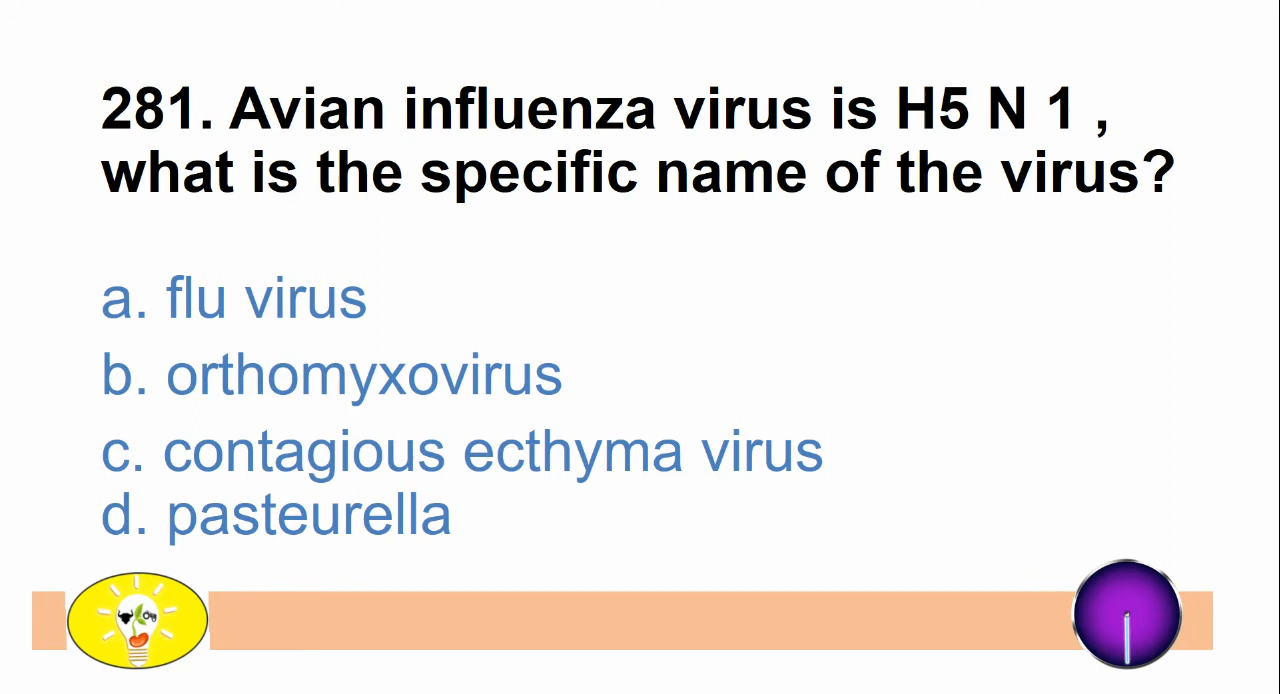 281. Avian influenza virus is H5 N 1 ,
what is the specific name of the virus?
a. flu virus
b. orthomyxovirus
c. contagious ecthyma virus
d. pasteurella